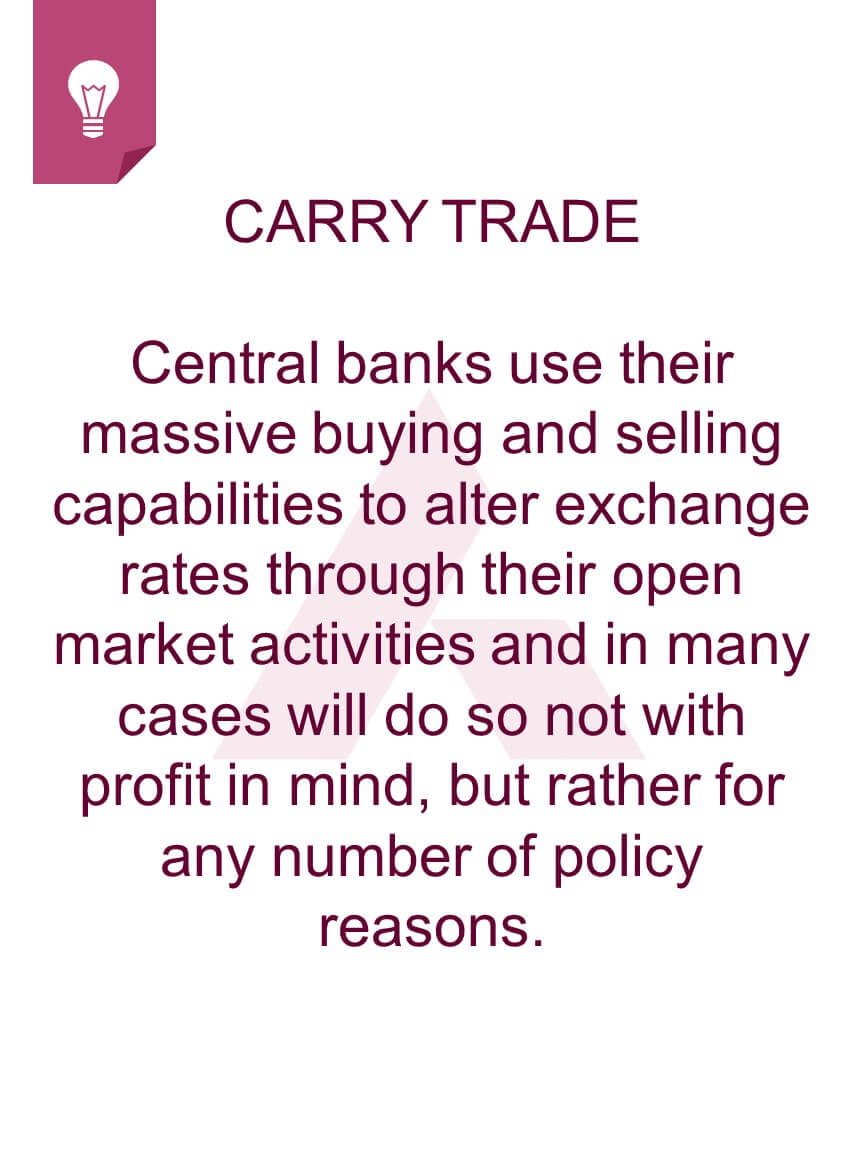 CARRY TRADE
Central banks use their
massive buying and selling
capabilities to alter exchange
rates through their open
market activities and in many
cases will do so not with
profit in mind, but rather for
any number of policy
reasons.